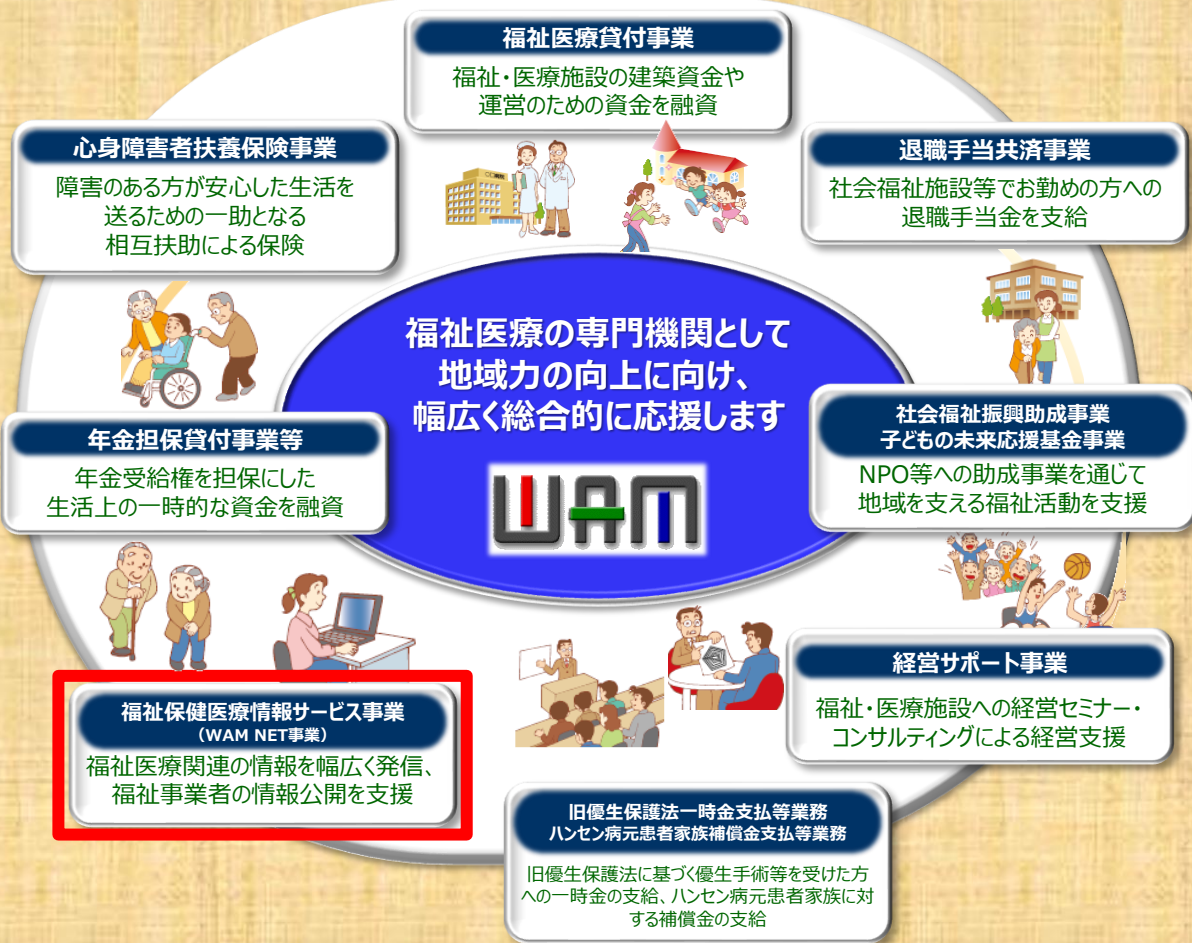 福祉医療貸付事業
福祉・医療施設の建築資金や
運営のための資金を融資
心身障害者扶養保険事業
障害のある方が安心した生活を
送るための一助となる
相互扶助による保険
退職手当共済事業
社会福祉施設等でお勤めの方への
退職手当金を支給
福祉医療の専門機関として
地域力の向上に向け、
幅広く総合的に応援します
WAM
年金担保貸付事業等
年金受給権を担保にした
生活上の一時的な資金を融資
社会福祉振興助成事業
子どもの未来応援基金事業
NPO等への助成事業を通じて
地域を支える福祉活動を支援
福祉保健医療情報サービス事業
(WAM NET事業)
福祉医療関連の情報を幅広く発信、
福祉事業者の情報公開を支援
経営サポート事業
福祉・医療施設への経営セミナー・
コンサルティングによる経営支援
旧優生保護法一時金支払等業務
ハンセン病元患者家族補償金支払等業務
旧優生保護法に基づく優生手術等を受けた方
への一時金の支給、ハンセン病元患者家族に対
する補償金の支給